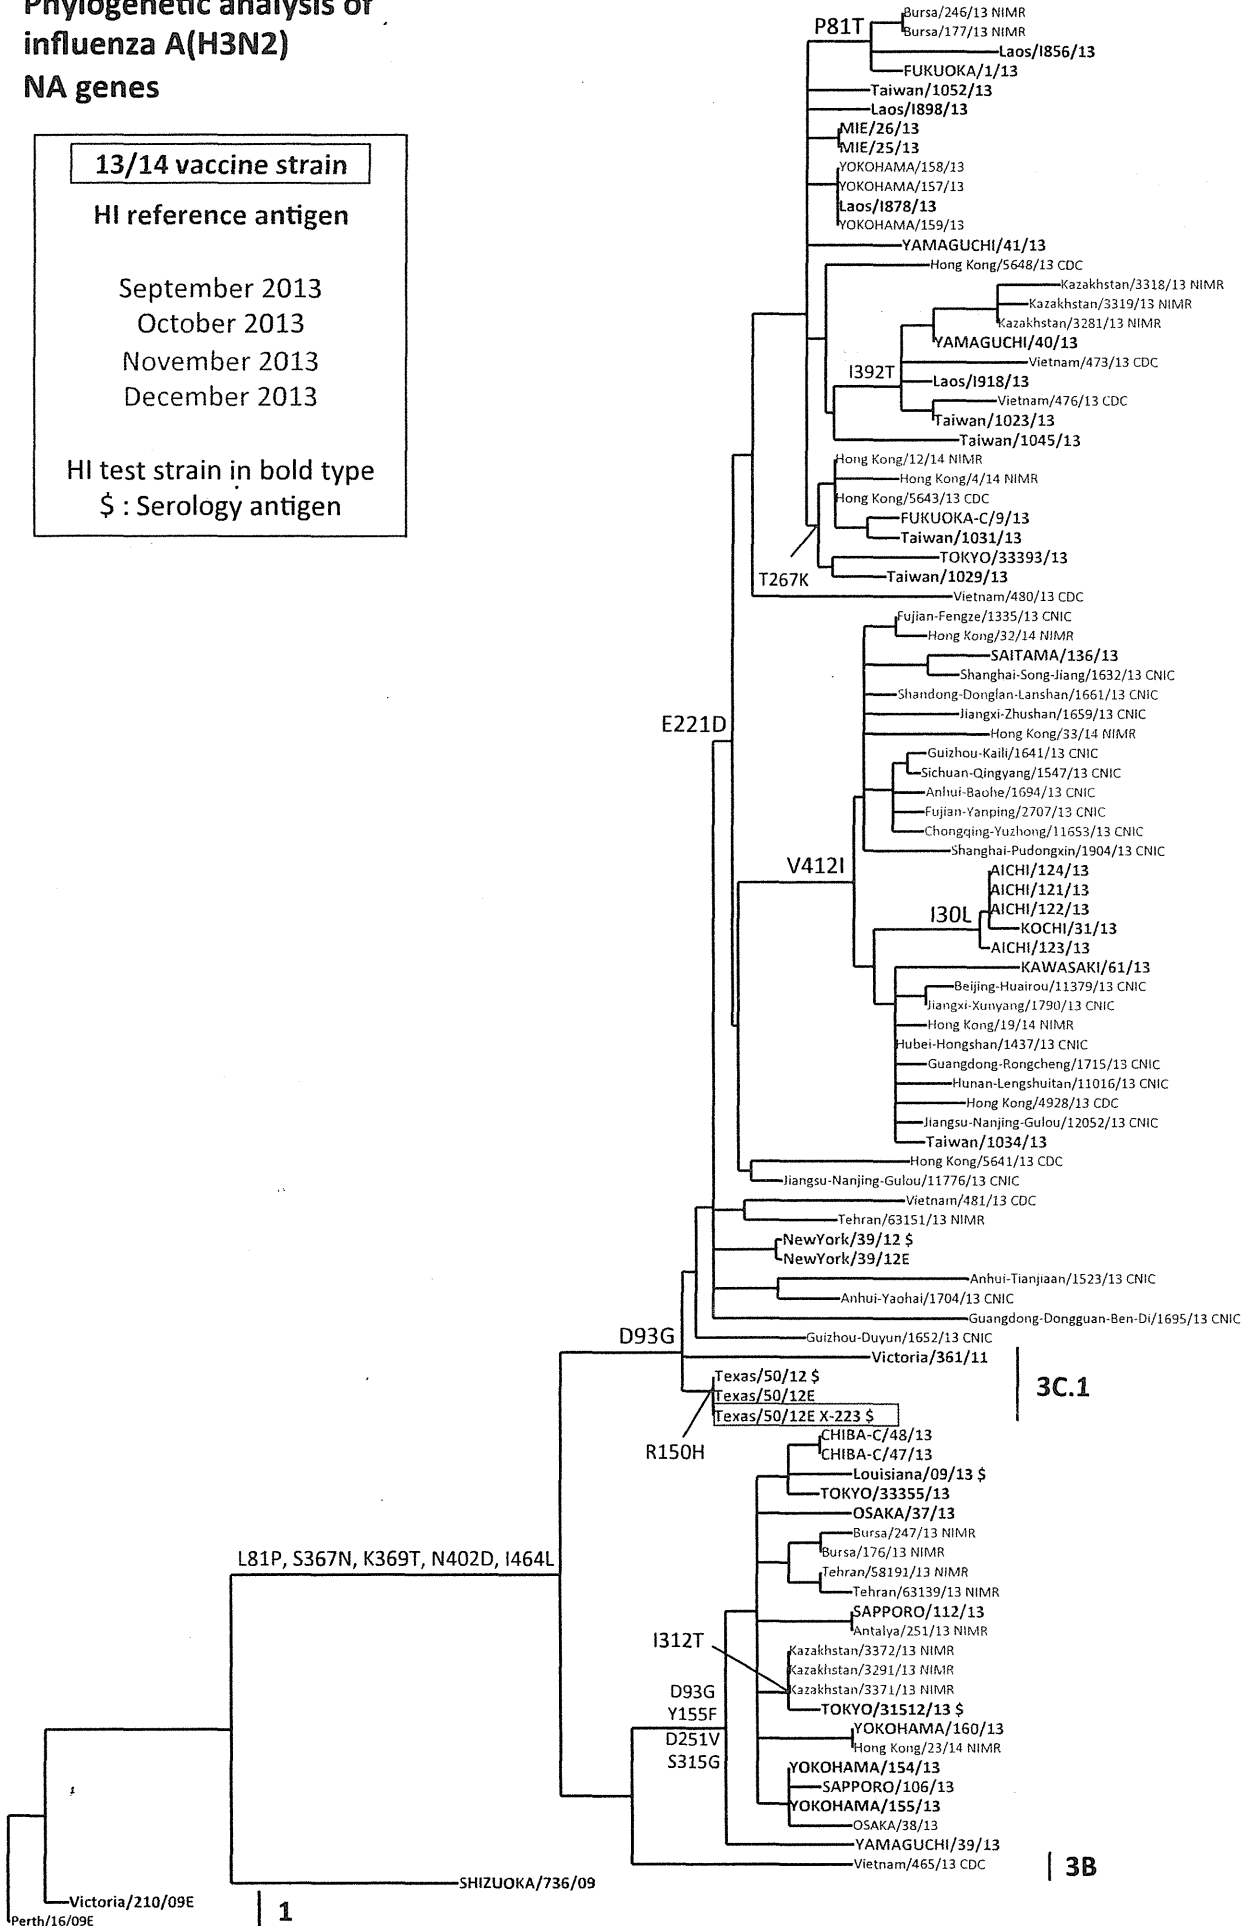 Phylogenetic analysis of
influenza A(H3N2)
NA genes
13/14 vaccine strain
HI reference antigen
September 2013
October 2013
November 2013
December 2013
HI test strain in bold type
$ : Serology antigen
Bursa/246/13 NIMR
P81T
Bursa/177/13 NIMR
Laos/I856/13
FUKUOKA/1/13
Taiwan/1052/13
Laos/I898/13
MIE/26/13
MIE/25/13
YOKOHAMA/158/13
YOKOHAMA/157/13
Laos/I878/13
YOKOHAMA/159/13
YAMAGUCHI/41/13
Hong Kong/5648/13 CDC
Kazakhstan/3318/13 NIMR
Kazakhstan/3319/13 NIMR
Kazakhstan/3281/13 NIMR
YAMAGUCHI/40/13
Vietnam/473/13 CDC
I392T
Laos/I918/13
Vietnam/476/13 CDC
Taiwan/1023/13
Taiwan/1045/13
Hong Kong/12/14 NIMR
Hong Kong/4/14 NIMR
Hong Kong/5643/13 CDC
FUKUOKA-C/9/13
Taiwan/1031/13
TOKYO/33393/13
T267K
Taiwan/1029/13
Vietnam/480/13 CDC
Fujian-Fengze/1335/13 CNIC
Hong Kong/32/14 NIMR
SAITAMA/136/13
Shanghai-Song-Jiang/1632/13 CNIC
Shandong-Donglan-Lanshan/1661/13 CNIC
Jiangxi-Zhushan/1659/13 CNIC
E221D
Hong Kong/33/14 NIMR
Guizhou-Kaili/1641/13 CNIC
Sichuan-Qingyang/1547/13 CNIC
Anhui-Baohe/1694/13 CNIC
Fujian-Yanping/2707/13 CNIC
Chongqing-Yuzhong/11653/13 CNIC
Shanghai-Pudongxin/1904/13 CNIC
V412I
AICHI/124/13
AICHI/121/13
AICHI/122/13
I30L
KOCHI/31/13
AICHI/123/13
KAWASAKI/61/13
Beijing-Huairou/11379/13 CNIC
Jiangxi-Xunyang/1790/13 CNIC
Hong Kong/19/14 NIMR
Hubei-Hongshan/1437/13 CNIC
Guangdong-Rongcheng/1715/13 CNIC
Hunan-Lengshuitan/11016/13 CNIC
Hong Kong/4928/13 CDC
Jiangsu-Nanjing-Gulou/12052/13 CNIC
Taiwan/1034/13
Hong Kong/5641/13 CDC
Jiangsu-Nanjing-Gulou/11776/13 CNIC
Vietnam/481/13 CDC
Tehran/63151/13 NIMR
NewYork/39/12 $
NewYork/39/12E
Anhui-Tianjiaan/1523/13 CNIC
Anhui-Yaohai/1704/13 CNIC
Guangdong-Dongguan-Ben-Di/1695/13 CNIC
D93G
Guizhou-Duyun/1652/13 CNIC
Victoria/361/11
3C.1
Texas/50/12 $
Texas/50/12E
Texas/50/12E X-223 $
R150H
CHIBA-C/48/13
CHIBA-C/47/13
Louisiana/09/13 $
TOKYO/33355/13
OSAKA/37/13
Bursa/247/13 NIMR
Bursa/176/13 NIMR
L81P, S367N, K369T, N402D, I464L
Tehran/58191/13 NIMR
Tehran/63139/13 NIMR
SAPPORO/112/13
Antalya/251/13 NIMR
I312T
Kazakhstan/3372/13 NIMR
Kazakhstan/3291/13 NIMR
Kazakhstan/3371/13 NIMR
D93G
TOKYO/31512/13 $
Y155F
YOKOHAMA/160/13
D251V
Hong Kong/23/14 NIMR
S315G
YOKOHAMA/154/13
SAPPORO/106/13
YOKOHAMA/155/13
OSAKA/38/13
YAMAGUCHI/39/13
Vietnam/465/13 CDC
3B
SHIZUOKA/736/09
Victoria/210/09E
1
Perth/16/09E